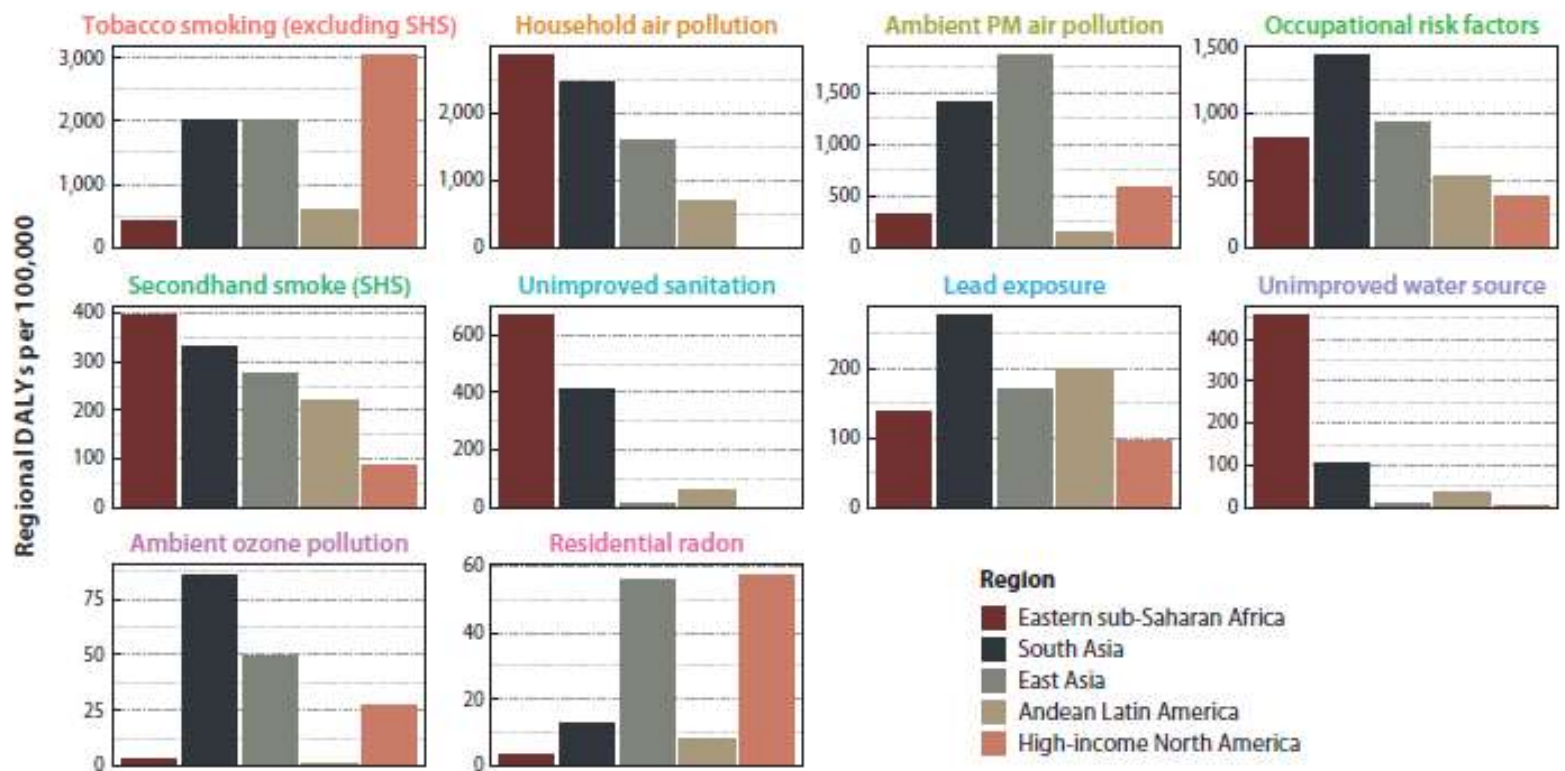 Tobacco smoking (excluding SHS)
Household air pollution
Ambient PM air pollution
Occupational risk factors
3,000
2,000
1,000
0
2,000
1,000
0
1,500
1,000
500
0
1,500
1,000
500
0
Regional DALYs per 100,000
Secondhand smoke (SHS)
Unimproved sanitation
Lead exposure
Unimproved water source
400
300
200
100
0
600
400
200
0
200
100
0
400
300
200
100
0
Ambient ozone pollution
Residential radon
75
50
25
0
60
40
20
0
Region
Eastern sub-Saharan Africa
South Asia
East Asia
Andean Latin America
High-income North America